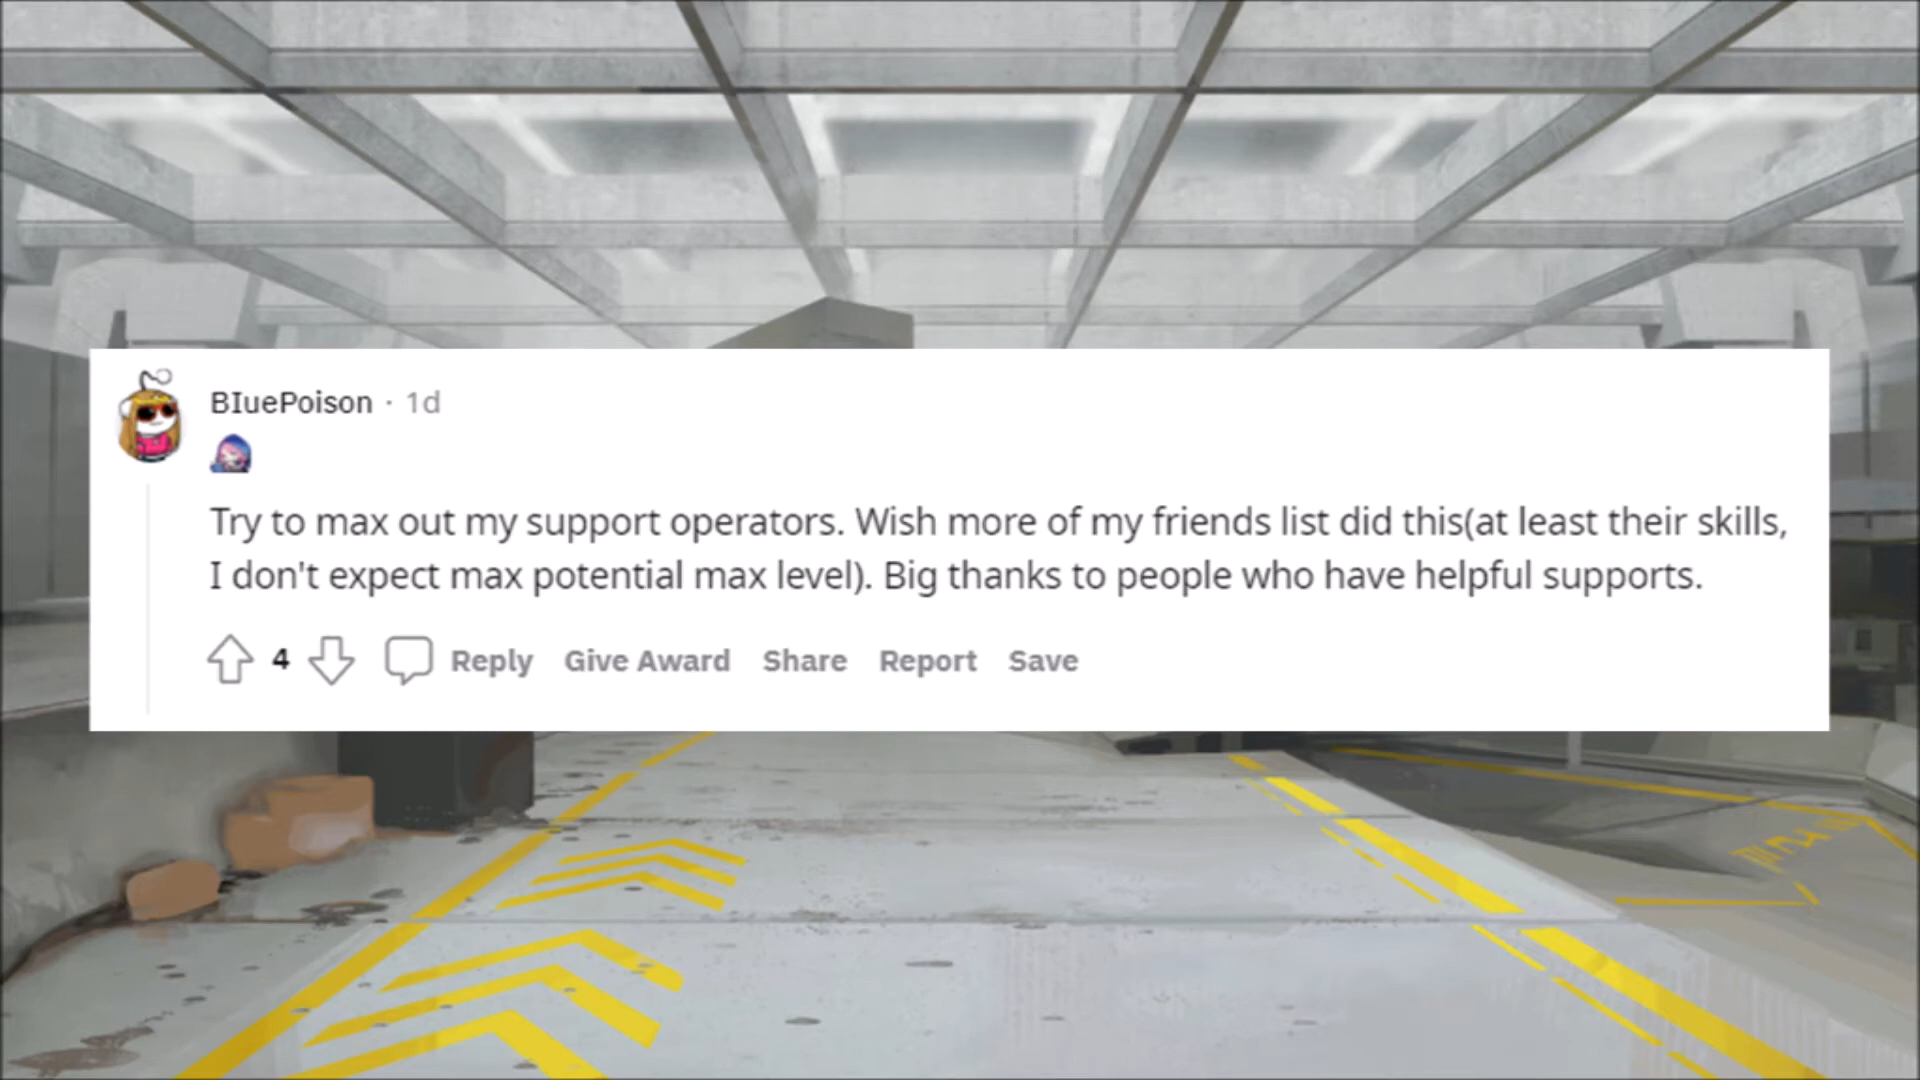 BIuePoison · 1d
Try to max out my support operators. Wish more of my friends list did this(at least their skills,
I don't expect max potential max level). Big thanks to people who have helpful supports.
4 Reply Give Award Share Report Save